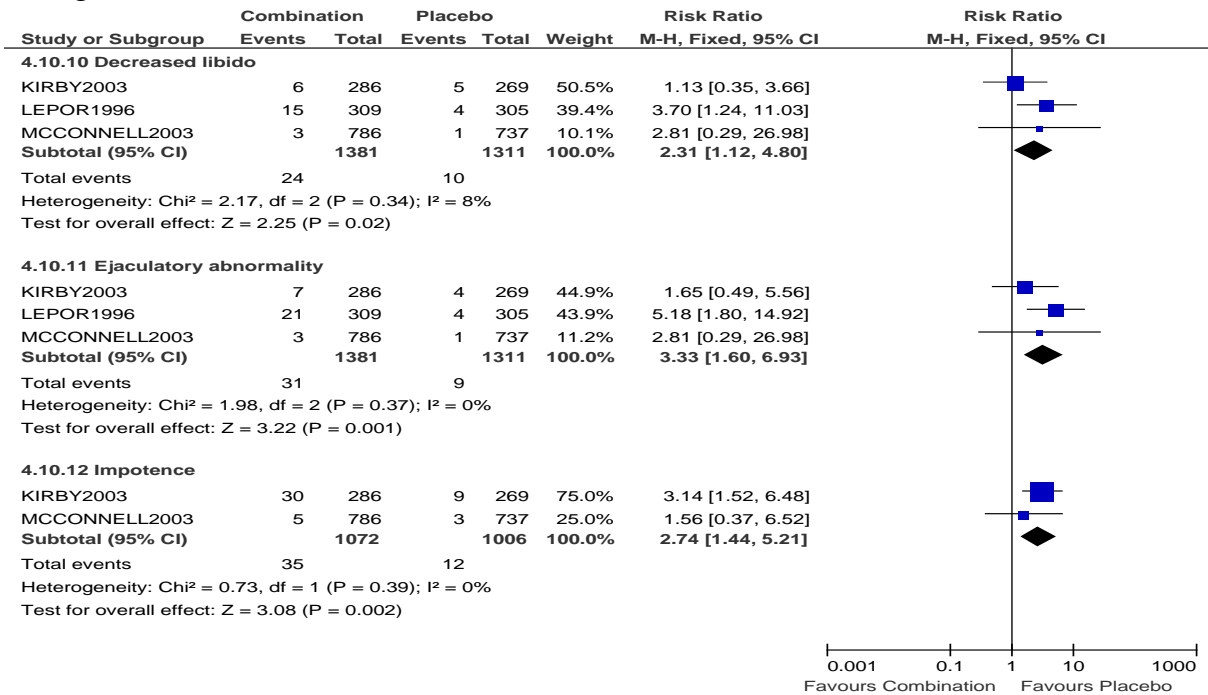 Combination Placebo Risk Ratio Risk Ratio
Study or Subgroup Events Total Events Total Weight M-H, Fixed, 95% CI M-H, Fixed, 95% CI
4.10.10 Decreased libido
KIRBY2003 6 286 5 269 50.5% 1.13 [0.35, 3.66]
LEPOR1996 15 309 4 305 39.4% 3.70 [1.24, 11.03]
MCCONNELL2003 3 786 1 737 10.1% 2.81 [0.29, 26.98]
Subtotal (95% CI) 1381 1311 100.0% 2.31 [1.12, 4.80]
Total events 24 10
Heterogeneity: Chi² = 2.17, df = 2 (P = 0.34); I² = 8%
Test for overall effect: Z = 2.25 (P = 0.02)
4.10.11 Ejaculatory abnormality
KIRBY2003 7 286 4 269 44.9% 1.65 [0.49, 5.56]
LEPOR1996 21 309 4 305 43.9% 5.18 [1.80, 14.92]
MCCONNELL2003 3 786 1 737 11.2% 2.81 [0.29, 26.98]
Subtotal (95% CI) 1381 1311 100.0% 3.33 [1.60, 6.93]
Total events 31 9
Heterogeneity: Chi² = 1.98, df = 2 (P = 0.37); I² = 0%
Test for overall effect: Z = 3.22 (P = 0.001)
4.10.12 Impotence
KIRBY2003 30 286 9 269 75.0% 3.14 [1.52, 6.48]
MCCONNELL2003 5 786 3 737 25.0% 1.56 [0.37, 6.52]
Subtotal (95% CI) 1072 1006 100.0% 2.74 [1.44, 5.21]
Total events 35 12
Heterogeneity: Chi² = 0.73, df = 1 (P = 0.39); I² = 0%
Test for overall effect: Z = 3.08 (P = 0.002)
0.001 0.1 1 10 1000
Favours Combination Favours Placebo